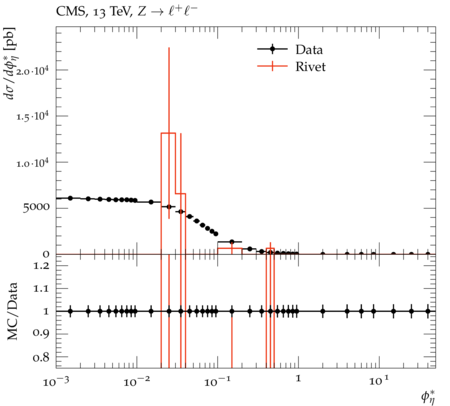 CMS, 13 TeV, Z → ℓ⁺ℓ⁻
dσ/dϕ*η [pb]
2.0·10⁴
1.5·10⁴
1.0·10⁴
5000
0
Data
Rivet
MC/Data
1.2
1.1
1
0.9
0.8
10⁻³ 10⁻² 10⁻¹ 1 10¹
ϕ*η